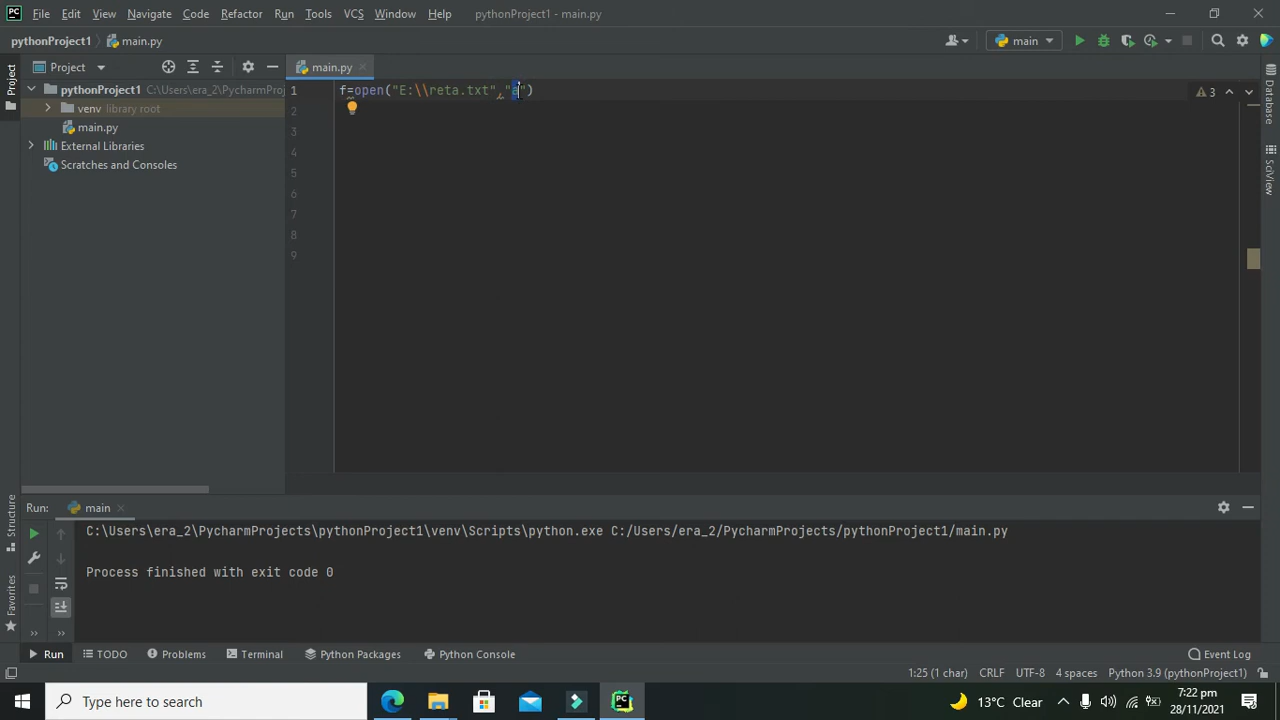 PC File Edit View Navigate Code Refactor Run Tools VCS Window Help pythonProject1 - main.py
pythonProject1 main.py main
Project Project main.py
1 f=open("E:\\reta.txt","a") 3
2
3
4
5
6
7
8
9
pythonProject1 C:\Users\era_2\PycharmProj
venv library root
main.py
External Libraries
Scratches and Consoles
Database
SciView
Structure
Favorites
Run: main
C:\Users\era_2\PycharmProjects\pythonProject1\venv\Scripts\python.exe C:/Users/era_2/PycharmProjects/pythonProject1/main.py
Process finished with exit code 0
Run TODO Problems Terminal Python Packages Python Console Event Log
1:25 (1 char) CRLF UTF-8 4 spaces Python 3.9 (pythonProject1)
Type here to search PC 13°C Clear 7:22 pm
28/11/2021